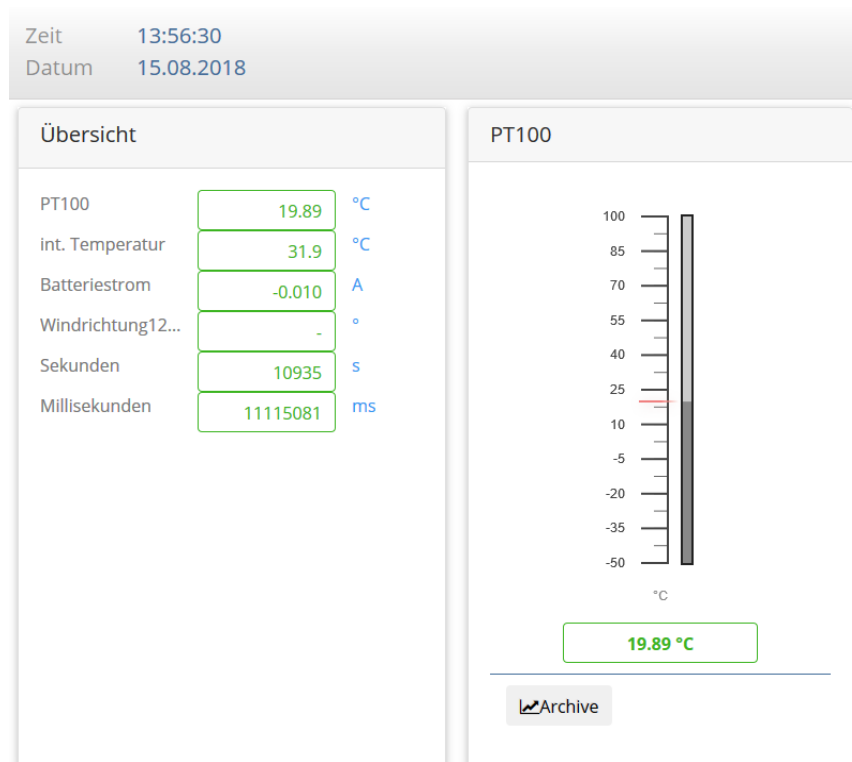 Zeit 13:56:30
Datum 15.08.2018
Übersicht
PT100 19.89 °C
int. Temperatur 31.9 °C
Batteriestrom -0.010 A
Windrichtung12... - °
Sekunden 10935 s
Millisekunden 11115081 ms
PT100
100
85
70
55
40
25
10
-5
-20
-35
-50
°C
19.89 °C
Archive